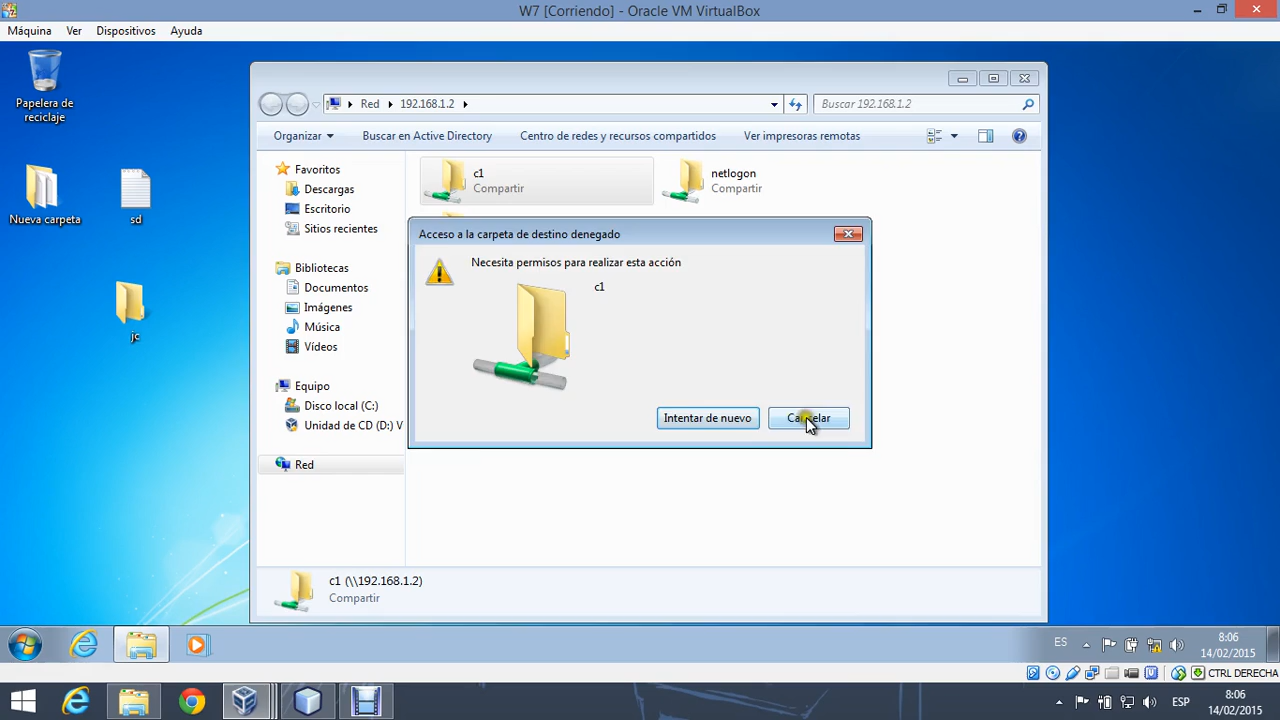 W7 [Corriendo] - Oracle VM VirtualBox
Máquina Ver Dispositivos Ayuda
Papelera de
reciclaje
Nueva carpeta
sd
jc
Red 192.168.1.2
Buscar 192.168.1.2
Organizar Buscar en Active Directory Centro de redes y recursos compartidos Ver impresoras remotas
Favoritos
Descargas
Escritorio
Sitios recientes
Bibliotecas
Documentos
Imágenes
Música
Vídeos
Equipo
Disco local (C:)
Unidad de CD (D:) V
Red
c1
Compartir
netlogon
Compartir
Acceso a la carpeta de destino denegado
Necesita permisos para realizar esta acción
c1
Intentar de nuevo
Cancelar
c1 (\\192.168.1.2)
Compartir
ES
8:06
14/02/2015
CTRL DERECHA
ESP
8:06
14/02/2015